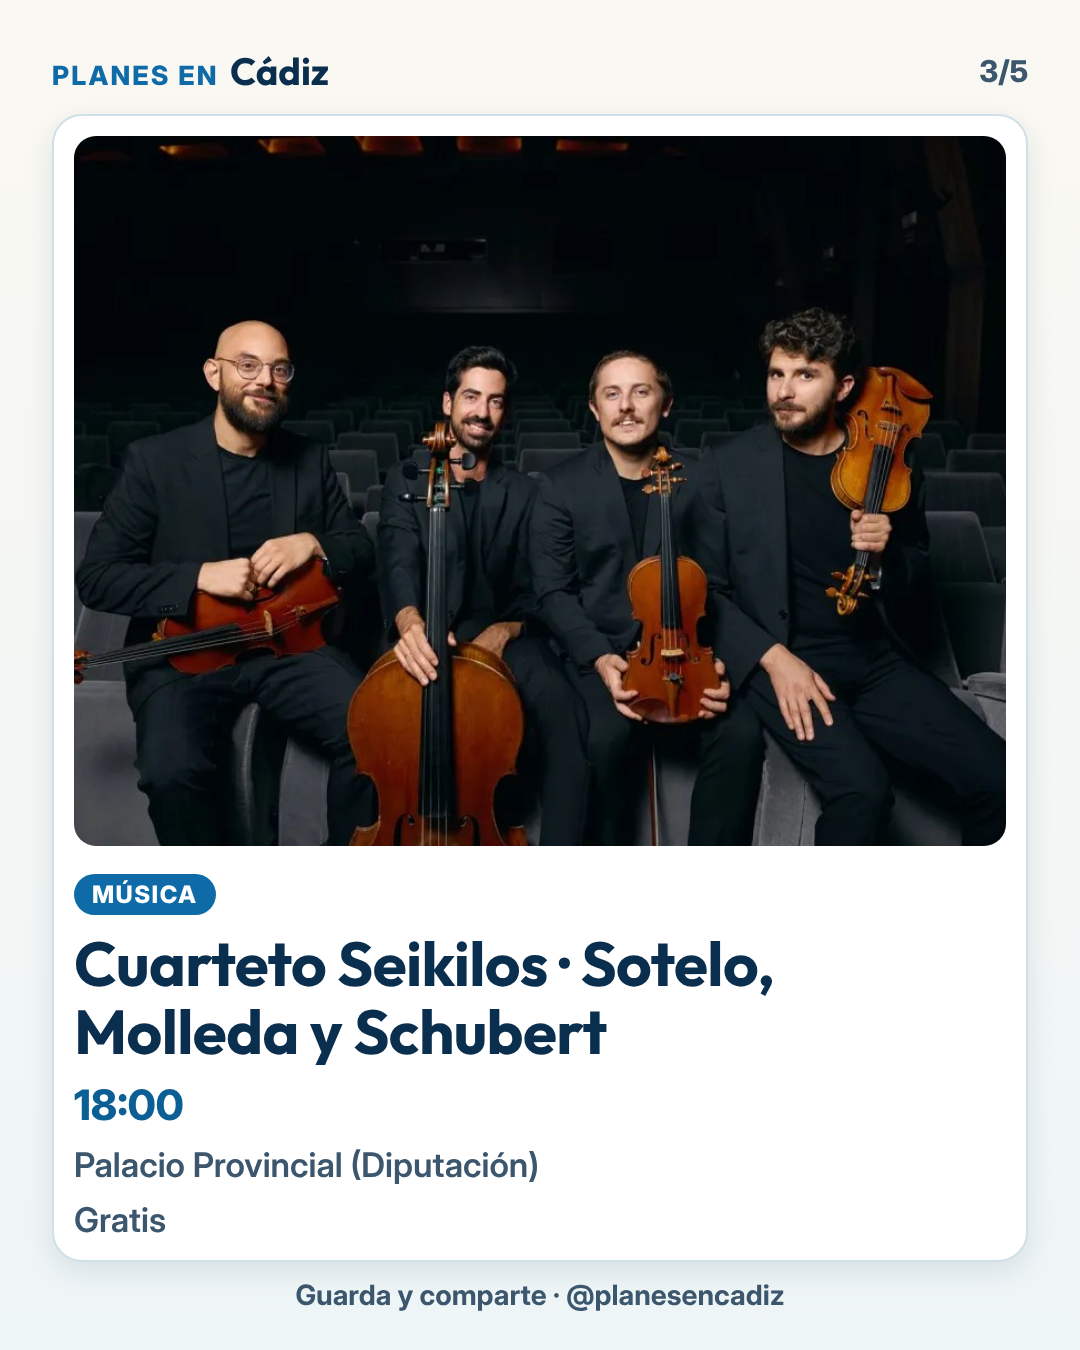 PLANES EN Cádiz
3/5
MÚSICA
Cuarteto Seikilos · Sotelo,
Molleda y Schubert
18:00
Palacio Provincial (Diputación)
Gratis
Guarda y comparte · @planesencadiz